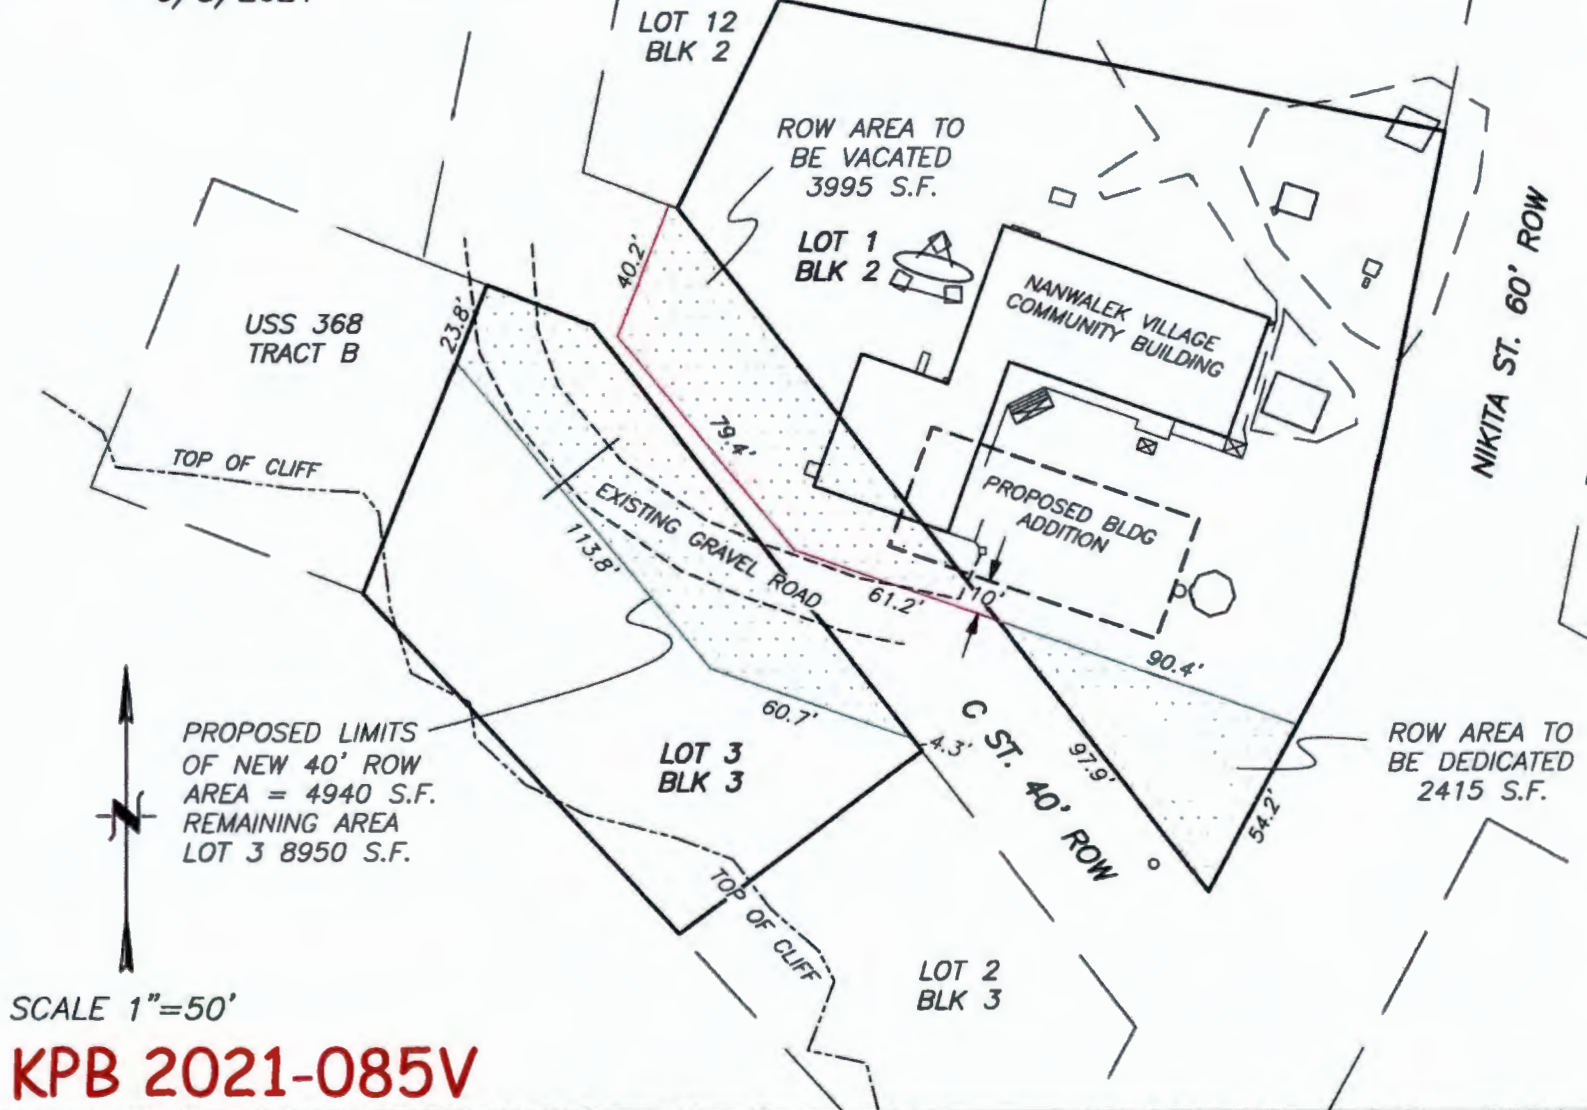 LOT 12
BLK 2
ROW AREA TO
BE VACATED
3995 S.F.
LOT 1
BLK 2
NANWALEK VILLAGE
COMMUNITY BUILDING
NIKITA ST. 60' ROW
40.2'
23.8'
USS 368
TRACT B
79.4'
TOP OF CLIFF
EXISTING GRAVEL ROAD
113.8'
PROPOSED BLDG
ADDITION
61.2'
10'
90.4'
60.7'
4.3'
C ST. 40' ROW
97.9'
54.2'
ROW AREA TO
BE DEDICATED
2415 S.F.
PROPOSED LIMITS
OF NEW 40' ROW
AREA = 4940 S.F.
REMAINING AREA
LOT 3 8950 S.F.
LOT 3
BLK 3
N
TOP OF CLIFF
LOT 2
BLK 3
SCALE 1"=50'
KPB 2021-085V